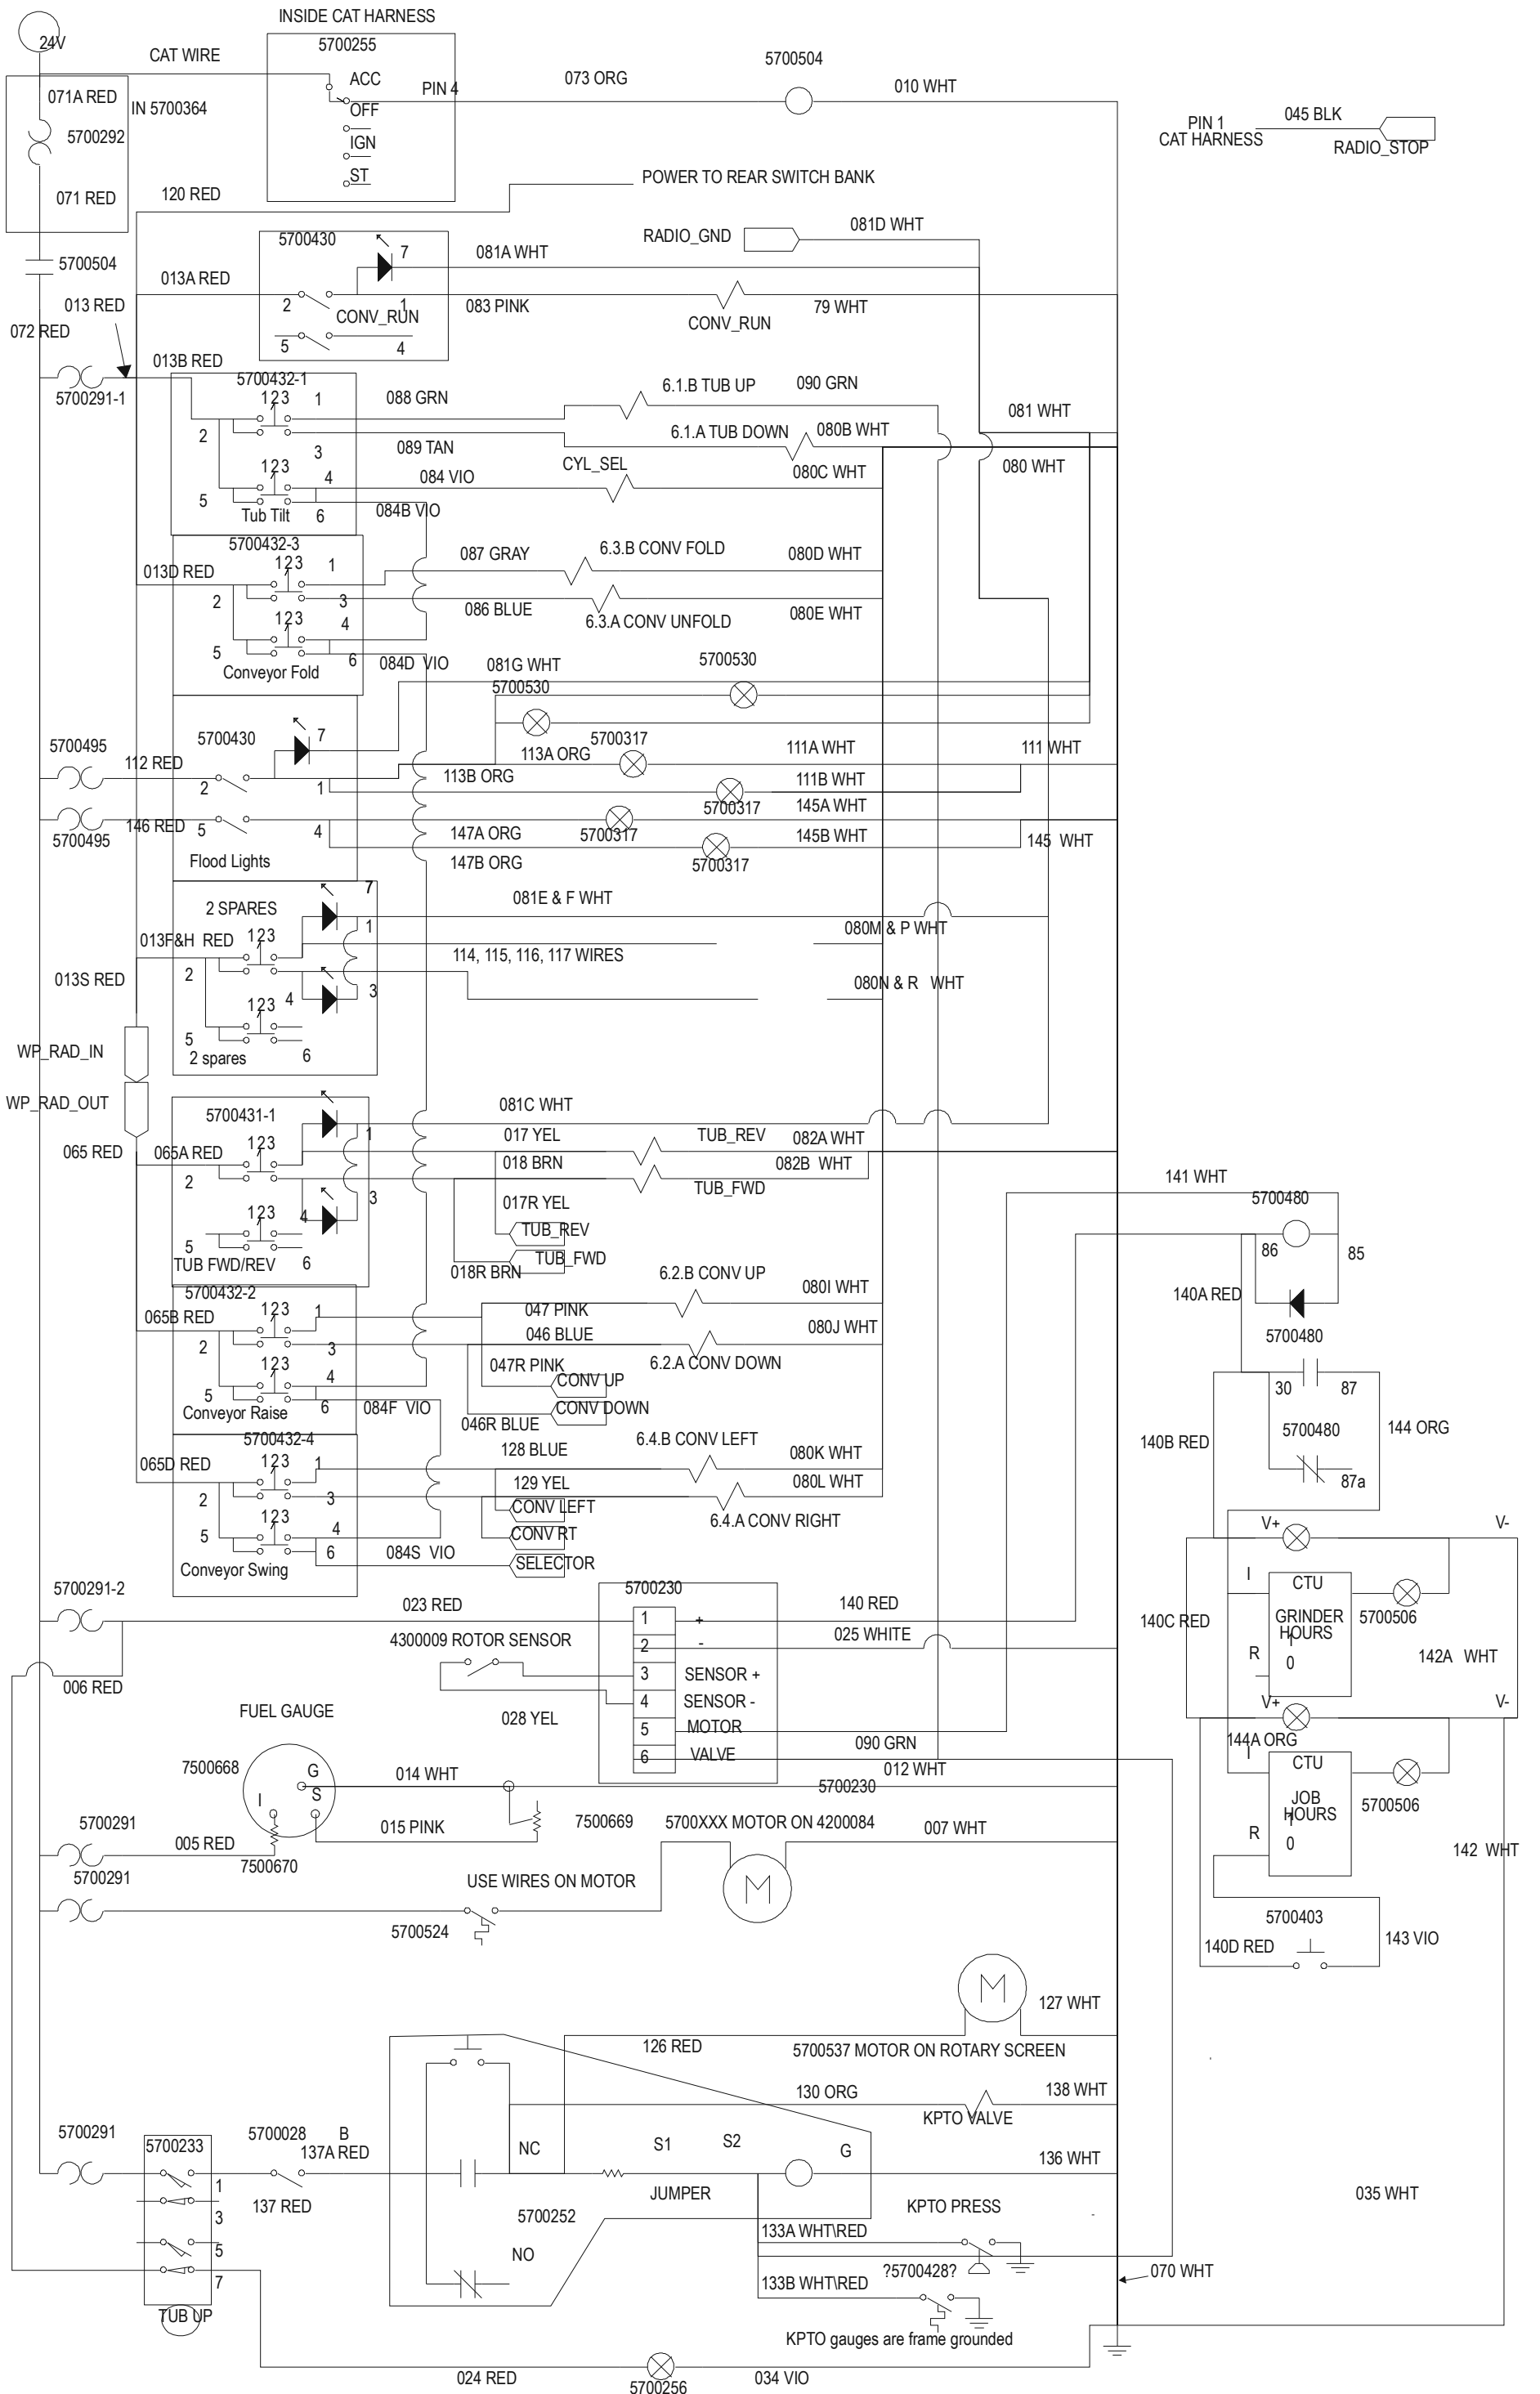 INSIDE CAT HARNESS
24V
CAT WIRE
5700255
5700504
ACC
PIN 4
073 ORG
010 WHT
071A RED
IN 5700364
OFF
5700292
IGN
ST
PIN 1
CAT HARNESS
045 BLK
RADIO_STOP
071 RED
120 RED
POWER TO REAR SWITCH BANK
5700430
RADIO_GND
081D WHT
5700504
7
081A WHT
013A RED
013 RED
2
1
083 PINK
79 WHT
CONV_RUN
CONV_RUN
072 RED
5
4
013B RED
5700291-1
5700432-1
123
1
088 GRN
6.1.B TUB UP
090 GRN
081 WHT
2
3
089 TAN
6.1.A TUB DOWN
080B WHT
123
4
084 VIO
CYL_SEL
080C WHT
080 WHT
5
6
084B VIO
Tub Tilt
5700432-3
123
1
087 GRAY
6.3.B CONV FOLD
080D WHT
013D RED
2
3
086 BLUE
6.3.A CONV UNFOLD
080E WHT
123
4
5
6
084D VIO
Conveyor Fold
081G WHT
5700530
5700530
5700495
5700430
7
5700317
111A WHT
111 WHT
112 RED
113A ORG
2
1
113B ORG
111B WHT
5700317
145A WHT
146 RED
5
4
147A ORG
5700317
145B WHT
145 WHT
5700495
147B ORG
5700317
Flood Lights
7
2 SPARES
081E & F WHT
1
080M & P WHT
013F&H RED
123
2
114, 115, 116, 117 WIRES
013S RED
3
080N & R WHT
123
4
5
6
2 spares
WP_RAD_IN
WP_RAD_OUT
5700431-1
081C WHT
1
017 YEL
TUB_REV
082A WHT
065 RED
065A RED
123
018 BRN
082B WHT
2
3
TUB_FWD
017R YEL
123
4
TUB_REV
5
6
TUB_FWD
TUB FWD/REV
018R BRN
141 WHT
5700480
86
85
5700432-2
6.2.B CONV UP
080I WHT
140A RED
065B RED
123
1
047 PINK
2
3
046 BLUE
080J WHT
5700480
123
4
047R PINK
6.2.A CONV DOWN
CONV UP
5
6
084F VIO
CONV DOWN
30
87
Conveyor Raise
046R BLUE
5700432-4
128 BLUE
6.4.B CONV LEFT
080K WHT
140B RED
5700480
144 ORG
065D RED
123
1
129 YEL
080L WHT
87a
2
3
CONV LEFT
6.4.A CONV RIGHT
123
5
4
CONV RT
6
084S VIO
SELECTOR
Conveyor Swing
V+
V-
5700291-2
5700230
I
CTU
023 RED
1
+
140 RED
140C RED
GRINDER
HOURS
5700506
4300009 ROTOR SENSOR
2
-
025 WHITE
1
R
0
142A WHT
3
SENSOR +
006 RED
4
SENSOR -
028 YEL
V+
V-
FUEL GAUGE
5
MOTOR
090 GRN
144A ORG
6
VALVE
012 WHT
I
CTU
7500668
G
014 WHT
5700230
S
I
JOB
HOURS
5700506
5700291
015 PINK
7500669
5700XXX MOTOR ON 4200084
007 WHT
1
R
0
005 RED
7500670
142 WHT
5700291
USE WIRES ON MOTOR
M
5700524
5700403
140D RED
143 VIO
M
127 WHT
126 RED
5700537 MOTOR ON ROTARY SCREEN
130 ORG
138 WHT
KPTO VALVE
5700291
5700233
5700028
B
137A RED
NC
S1
S2
G
136 WHT
1
137 RED
JUMPER
KPTO PRESS
035 WHT
3
5700252
133A WHT\RED
5
NO
?5700428?
070 WHT
7
133B WHT\RED
TUB UP
KPTO gauges are frame grounded
024 RED
5700256
034 VIO